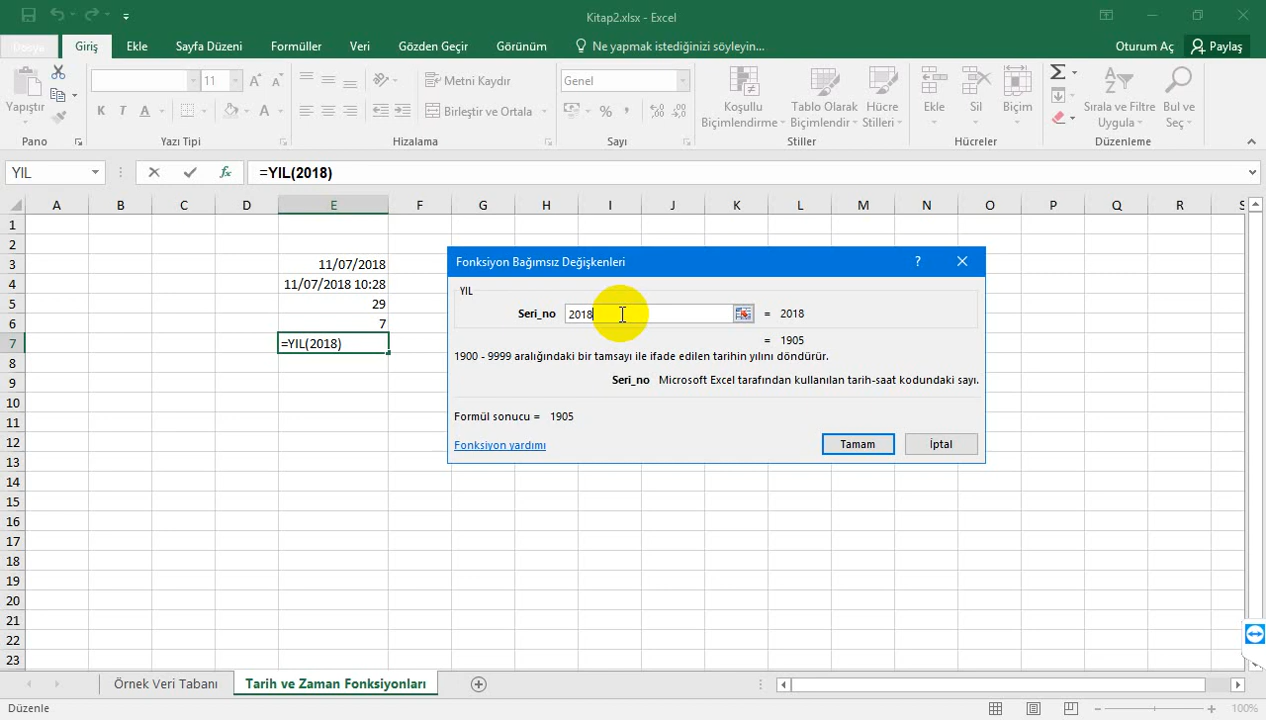 Kitap2.xlsx - Excel
Giriş Ekle Sayfa Düzeni Formüller Veri Gözden Geçir Görünüm Ne yapmak istediğinizi söyleyin... Oturum Aç Paylaş
Yapıştır
11
K T A
Pano Yazı Tipi
Metni Kaydır
Birleştir ve Ortala
Hizalama
Genel
Sayı
Koşullu Biçimlendirme
Tablo Olarak Biçimlendir
Hücre Stilleri
Stiller
Ekle Sil Biçim
Hücreler
Sırala ve Filtre Uygula
Bul ve Seç
Düzenleme
YIL fx =YIL(2018)
A B C D E F G H I J K L M N O P Q R S
1
2
3 11/07/2018
4 11/07/2018 10:28
5 29
6 7
7 =YIL(2018)
8
9
10
11
12
13
14
15
16
17
18
19
20
21
22
23
Fonksiyon Bağımsız Değişkenleri ?
YIL
Seri_no 2018 = 2018
= 1905
1900 - 9999 aralığındaki bir tamsayı ile ifade edilen tarihin yılını döndürür.
Seri_no Microsoft Excel tarafından kullanılan tarih-saat kodundaki sayı.
Formül sonucu = 1905
Fonksiyon yardımı Tamam İptal
Örnek Veri Tabanı Tarih ve Zaman Fonksiyonları
Düzenle 100%